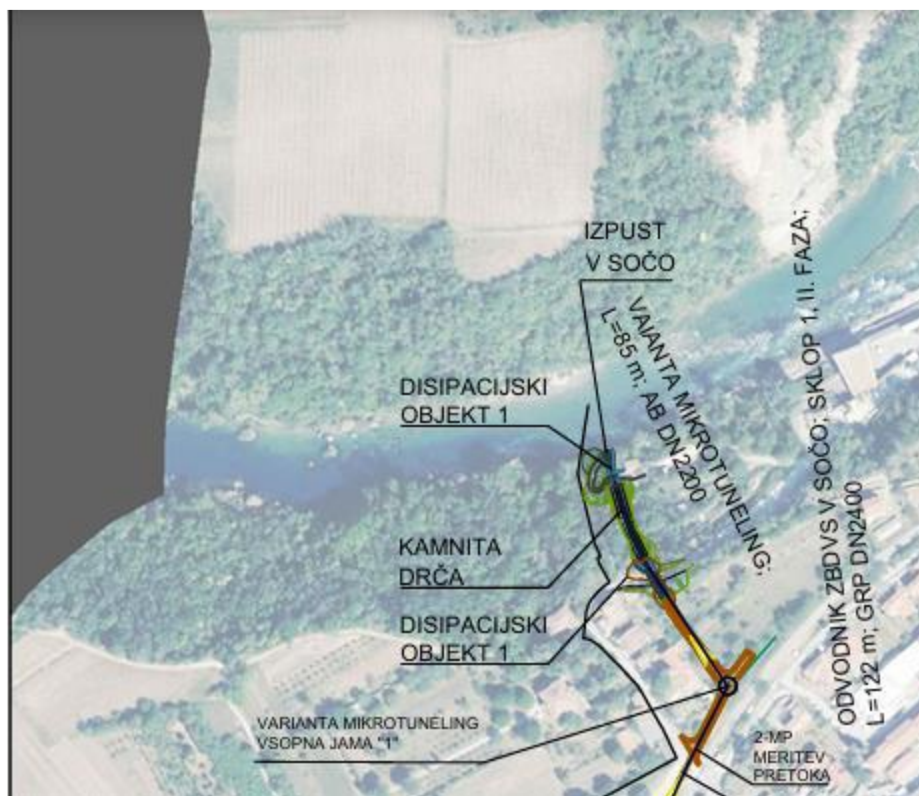 IZPUST
V SOČO
VAIANTA MIKROTUNELING;
L=85 m; AB DN2200
ODVODNIK ZBDVS V SOČO; SKLOP 1, II. FAZA;
L=122 m; GRP DN2400
DISIPACIJSKI
OBJEKT 1
KAMNITA
DRČA
DISIPACIJSKI
OBJEKT 1
VARIANTA MIKROTUNELING
VSOPNA JAMA "1"
2-MP
MERITEV
PRETOKA